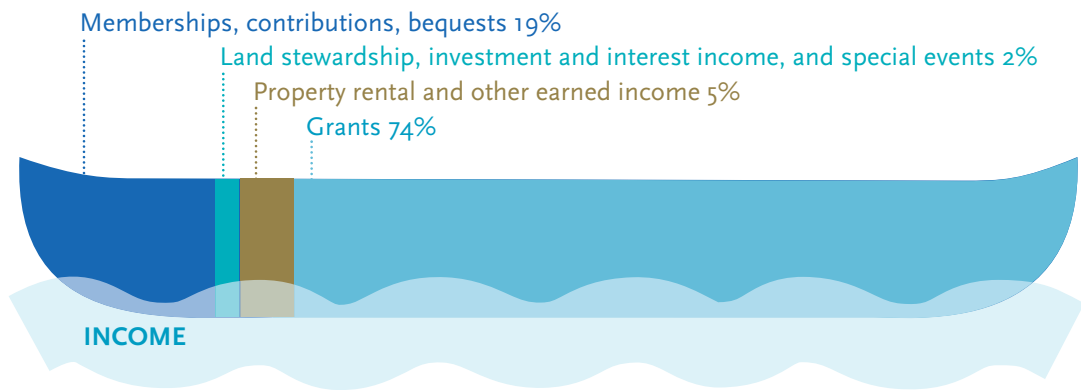 Memberships, contributions, bequests 19%
Land stewardship, investment and interest income, and special events 2%
Property rental and other earned income 5%
Grants 74%
INCOME